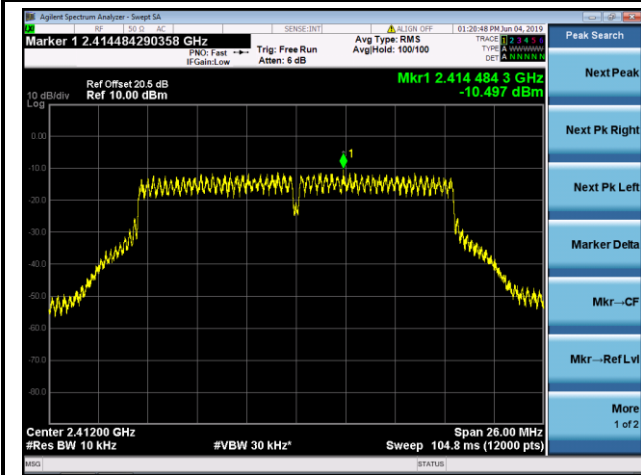 Agilent Spectrum Analyzer - Swept SA
RF 50 Ω AC SENSE:INT ALIGN OFF 01:20:48 PM Jun 04, 2019
Marker 1 2.414484290358 GHz
PNO: Fast
IFGain:Low
Trig: Free Run
Atten: 6 dB
Avg Type: RMS
Avg|Hold: 100/100
TRACE 1 2 3 4 5 6
TYPE A WWWWW
DET A N N N N N
Peak Search
Ref Offset 20.5 dB
Ref 10.00 dBm
10 dB/div
Log
Mkr1 2.414 484 3 GHz
-10.497 dBm
1
0.00
-10.0
-20.0
-30.0
-40.0
-50.0
-60.0
-70.0
-80.0
Next Peak
Next Pk Right
Next Pk Left
Marker Delta
Mkr→CF
Mkr→Ref Lvl
More
1 of 2
Center 2.41200 GHz
Span 26.00 MHz
#Res BW 10 kHz
#VBW 30 kHz*
Sweep 104.8 ms (12000 pts)
MSG
STATUS